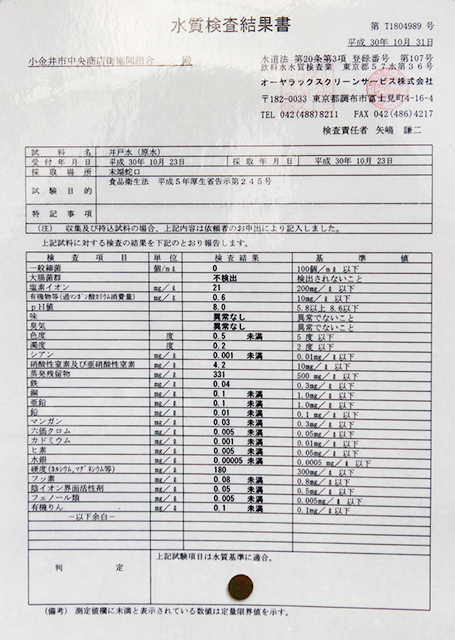 水質検査結果書
第 T1804989 号
平成 30年 10月 31日
小金井市中央商店街協同組合 殿
水道法 第20条第3項 登録番号 第107号
飲料水水質検査業 東京都57水第36号
オーヤラックスクリーンサービス株式会社
〒182-0033 東京都調布市富士見町4-16-4
TEL 042(488)8211 FAX 042(486)4217
検査責任者 矢嶋 謙二
試料名 井戸水（原水）
受付年月日 平成 30年 10月 23日 採取年月日 平成 30年 10月 23日
採取場所 末端蛇口
試験目的 食品衛生法 平成5年厚生省告示第245号
特記事項
（注） 収集及び持込試料の場合、上記内容は依頼者のお申出により記入しました。
上記試料に対する検査の結果を下記のとおり報告します。
検査項目 単位 検査結果 基準値
一般細菌 個/mℓ 0 100個/mℓ 以下
大腸菌群 不検出 検出されないこと
塩素イオン mg/ℓ 21 200mg/ℓ 以下
有機物等(過マンガン酸カリウム消費量) mg/ℓ 0.6 10mg/ℓ 以下
pH値 8.0 5.8以上 8.6以下
味 異常なし 異常でないこと
臭気 異常なし 異常でないこと
色度 度 0.5 未満 5 度 以下
濁度 度 0.2 2 度 以下
シアン mg/ℓ 0.001 未満 0.01mg/ℓ 以下
硝酸性窒素及び亜硝酸性窒素 mg/ℓ 4.2 10mg/ℓ 以下
蒸発残留物 mg/ℓ 331 500 mg/ℓ 以下
鉄 mg/ℓ 0.04 0.3mg/ℓ 以下
銅 mg/ℓ 0.1 未満 1.0mg/ℓ 以下
亜鉛 mg/ℓ 0.1 未満 1.0mg/ℓ 以下
鉛 mg/ℓ 0.01 未満 0.1mg/ℓ 以下
マンガン mg/ℓ 0.03 未満 0.3mg/ℓ 以下
六価クロム mg/ℓ 0.005 未満 0.05mg/ℓ 以下
カドミウム mg/ℓ 0.001 未満 0.01mg/ℓ 以下
ヒ素 mg/ℓ 0.005 未満 0.05mg/ℓ 以下
水銀 mg/ℓ 0.00005 未満 0.0005 mg/ℓ 以下
硬度(カルシウム、マグネシウム等) mg/ℓ 180 300mg/ℓ 以下
フッ素 mg/ℓ 0.08 未満 0.8mg/ℓ 以下
陰イオン界面活性剤 mg/ℓ 0.05 未満 0.5mg/ℓ 以下
フェノール類 mg/ℓ 0.005 未満 0.005mg/ℓ 以下
有機りん mg/ℓ 0.1 未満 0.1mg/ℓ 以下
－以下余白－
判定 上記試験項目は水質基準に適合。
（備考） 測定値欄に未満と表示されている数値は定量限界値を示す。